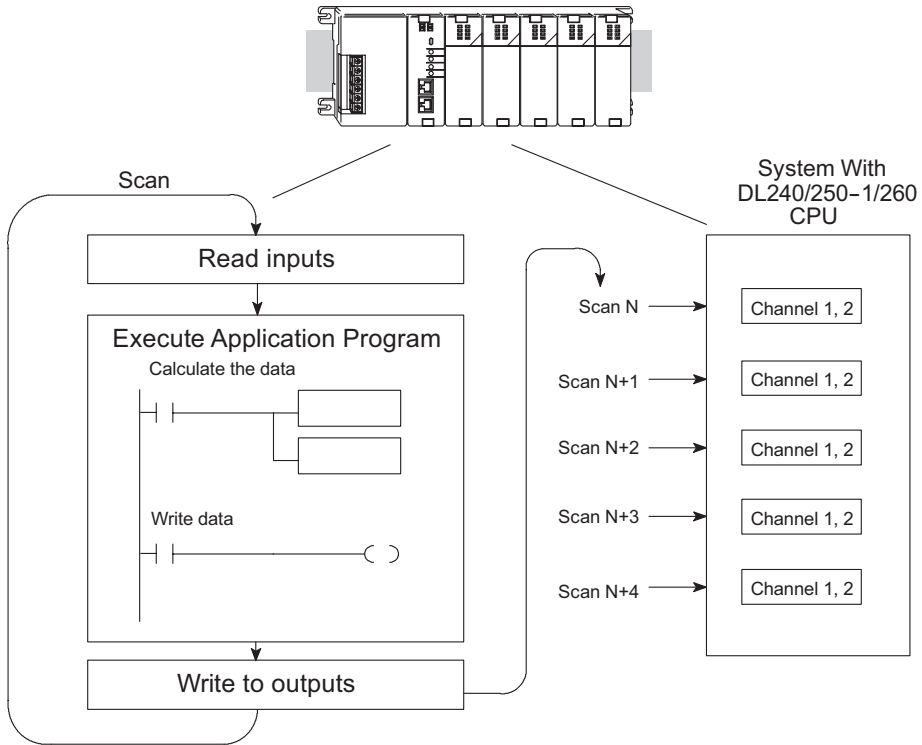 Scan
System With
DL240/250-1/260
CPU
Read inputs
Execute Application Program
Calculate the data
Write data
Write to outputs
Scan N
Channel 1, 2
Scan N+1
Channel 1, 2
Scan N+2
Channel 1, 2
Scan N+3
Channel 1, 2
Scan N+4
Channel 1, 2